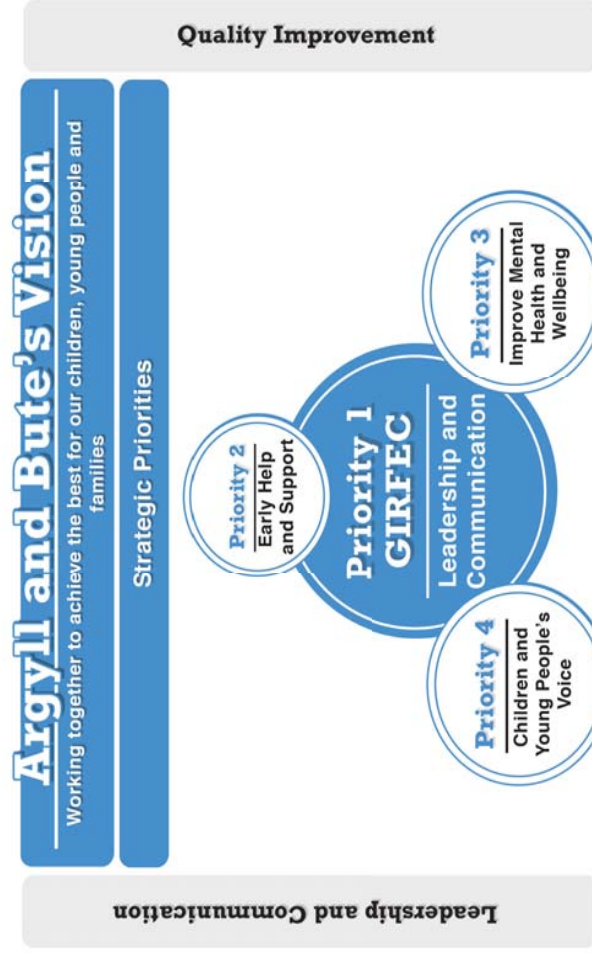 Argyll and Bute's Vision
Working together to achieve the best for our children, young people and
families
Strategic Priorities
Leadership and Communication
Quality Improvement
Priority 2
Early Help
and Support
Priority 1
GIRFEC
Leadership and
Communication
Priority 4
Children and
Young People's
Voice
Priority 3
Improve Mental
Health and
Wellbeing